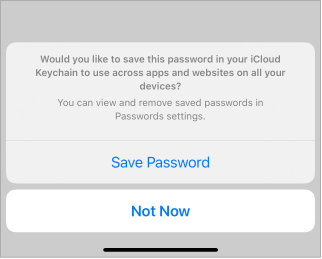 Would you like to save this password in your iCloud
Keychain to use across apps and websites on all your
devices?
You can view and remove saved passwords in
Passwords settings.
Save Password
Not Now